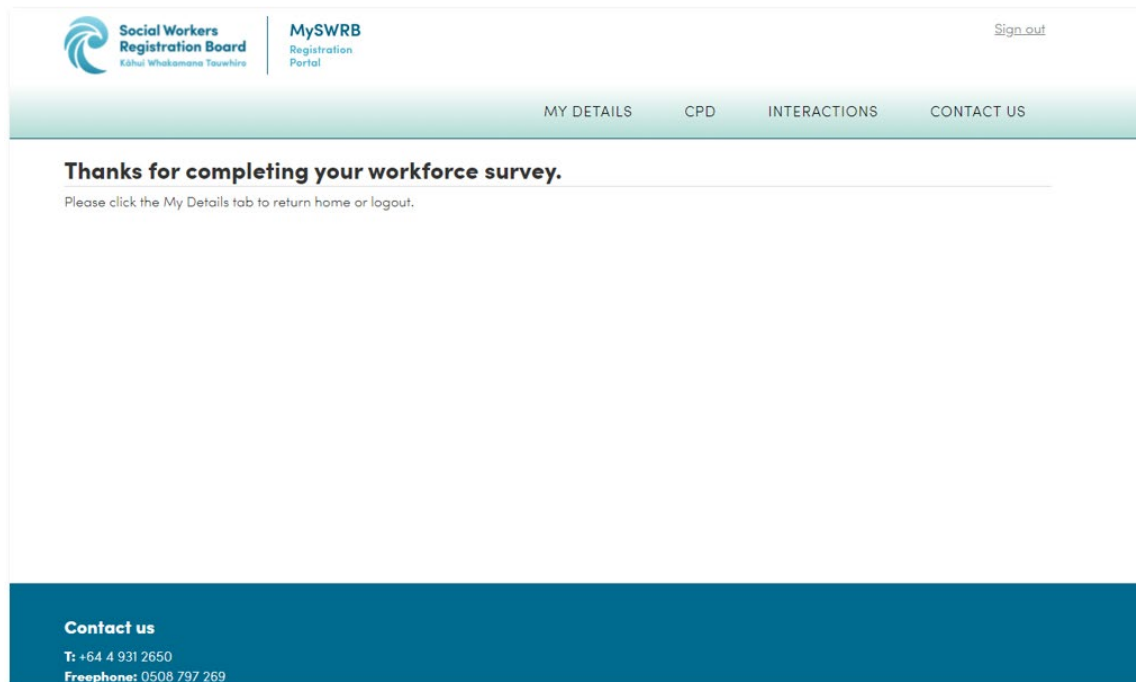 Social Workers
Registration Board
Kāhui Whakamana Tauwhiro
MySWRB
Registration
Portal
Sign out
MY DETAILS CPD INTERACTIONS CONTACT US
Thanks for completing your workforce survey.
Please click the My Details tab to return home or logout.
Contact us
T: +64 4 931 2650
Freephone: 0508 797 269